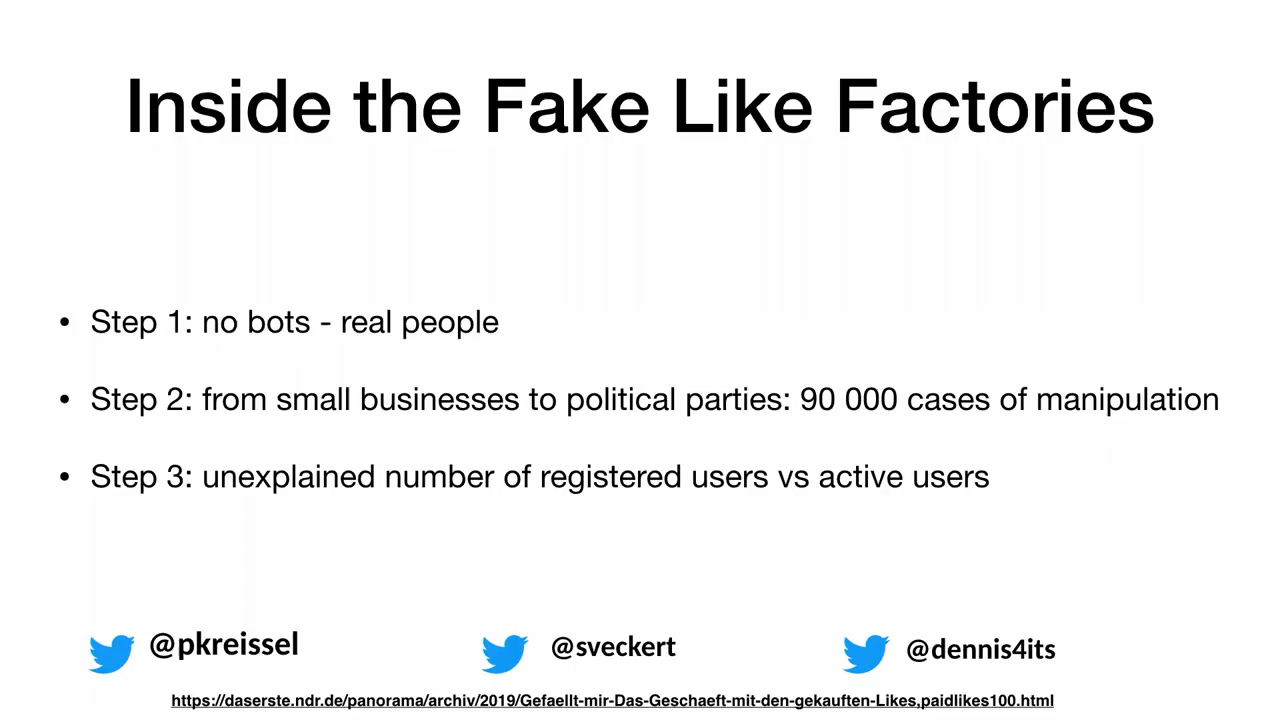 Inside the Fake Like Factories
• Step 1: no bots - real people
• Step 2: from small businesses to political parties: 90 000 cases of manipulation
• Step 3: unexplained number of registered users vs active users
@pkreissel @sveckert @dennis4its
https://daserste.ndr.de/panorama/archiv/2019/Gefaellt-mir-Das-Geschaeft-mit-den-gekauften-Likes,paidlikes100.html